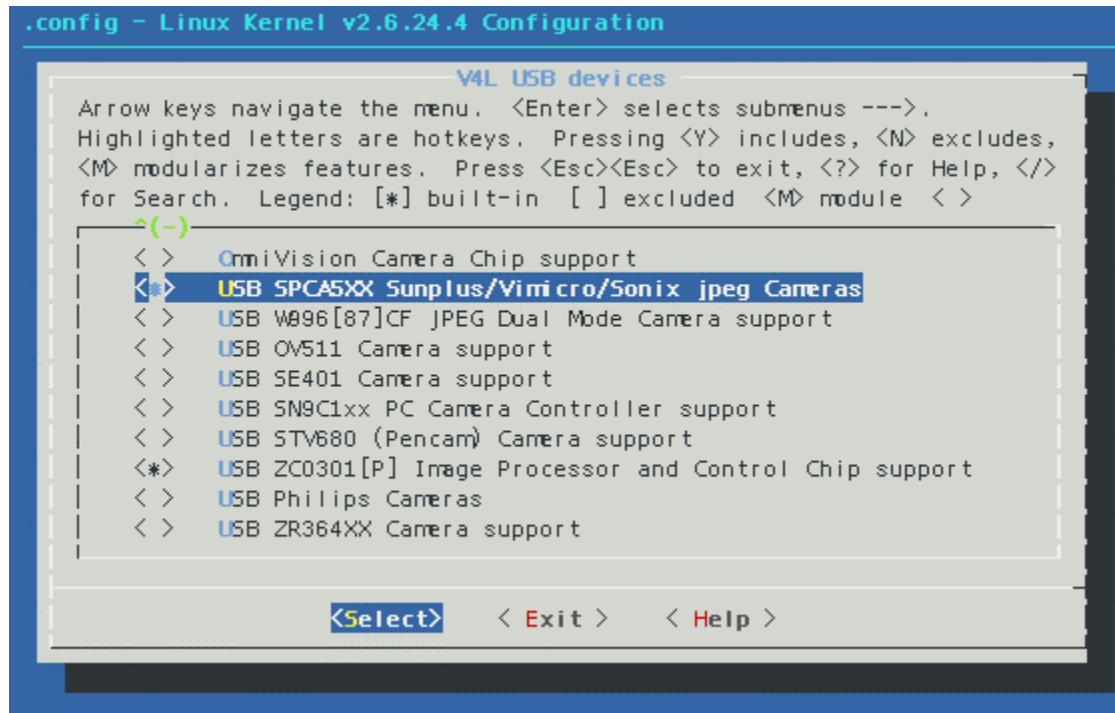 .config - Linux Kernel v2.6.24.4 Configuration
V4L USB devices
Arrow keys navigate the menu. <Enter> selects submenus --->.
Highlighted letters are hotkeys. Pressing <Y> includes, <N> excludes,
<M> modularizes features. Press <Esc><Esc> to exit, <?> for Help, </>
for Search. Legend: [*] built-in [ ] excluded <M> module < >
^(-)
< > OmniVision Camera Chip support
<*> USB SPCA5XX Sunplus/Vimicro/Sonix jpeg Cameras
< > USB W996[87]CF JPEG Dual Mode Camera support
< > USB OV511 Camera support
< > USB SE401 Camera support
< > USB SN9C1xx PC Camera Controller support
< > USB STV680 (Pencam) Camera support
<*> USB ZC0301[P] Image Processor and Control Chip support
< > USB Philips Cameras
< > USB ZR364XX Camera support
<Select> < Exit > < Help >